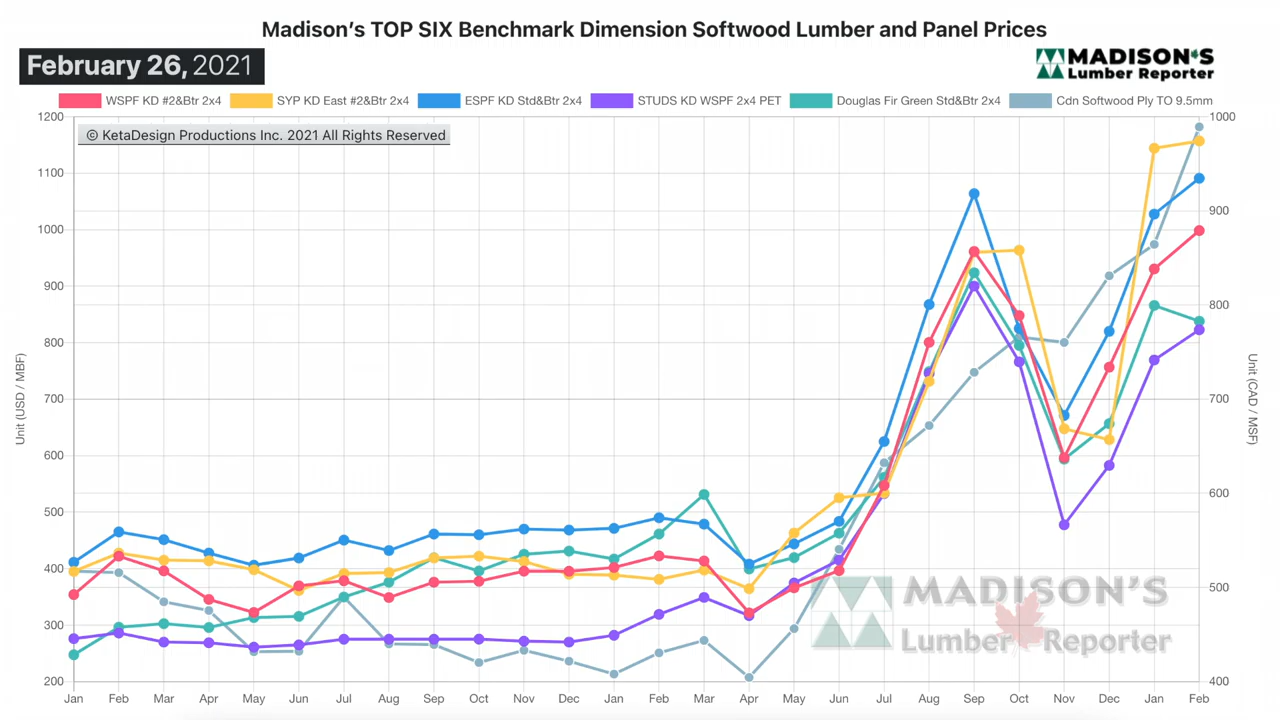 Madison's TOP SIX Benchmark Dimension Softwood Lumber and Panel Prices
February 26, 2021
MADISON'S
Lumber Reporter
WSPF KD #2&Btr 2x4 SYP KD East #2&Btr 2x4 ESPF KD Std&Btr 2x4 STUDS KD WSPF 2x4 PET Douglas Fir Green Std&Btr 2x4 Cdn Softwood Ply TO 9.5mm
© KetaDesign Productions Inc. 2021 All Rights Reserved
Unit (USD / MBF)
1200
1100
1000
900
800
700
600
500
400
300
200
1000
900
800
700
600
500
400
Unit (CAD / MSF)
MADISON'S
Lumber Reporter
Jan Feb Mar Apr May Jun Jul Aug Sep Oct Nov Dec Jan Feb Mar Apr May Jun Jul Aug Sep Oct Nov Dec Jan Feb